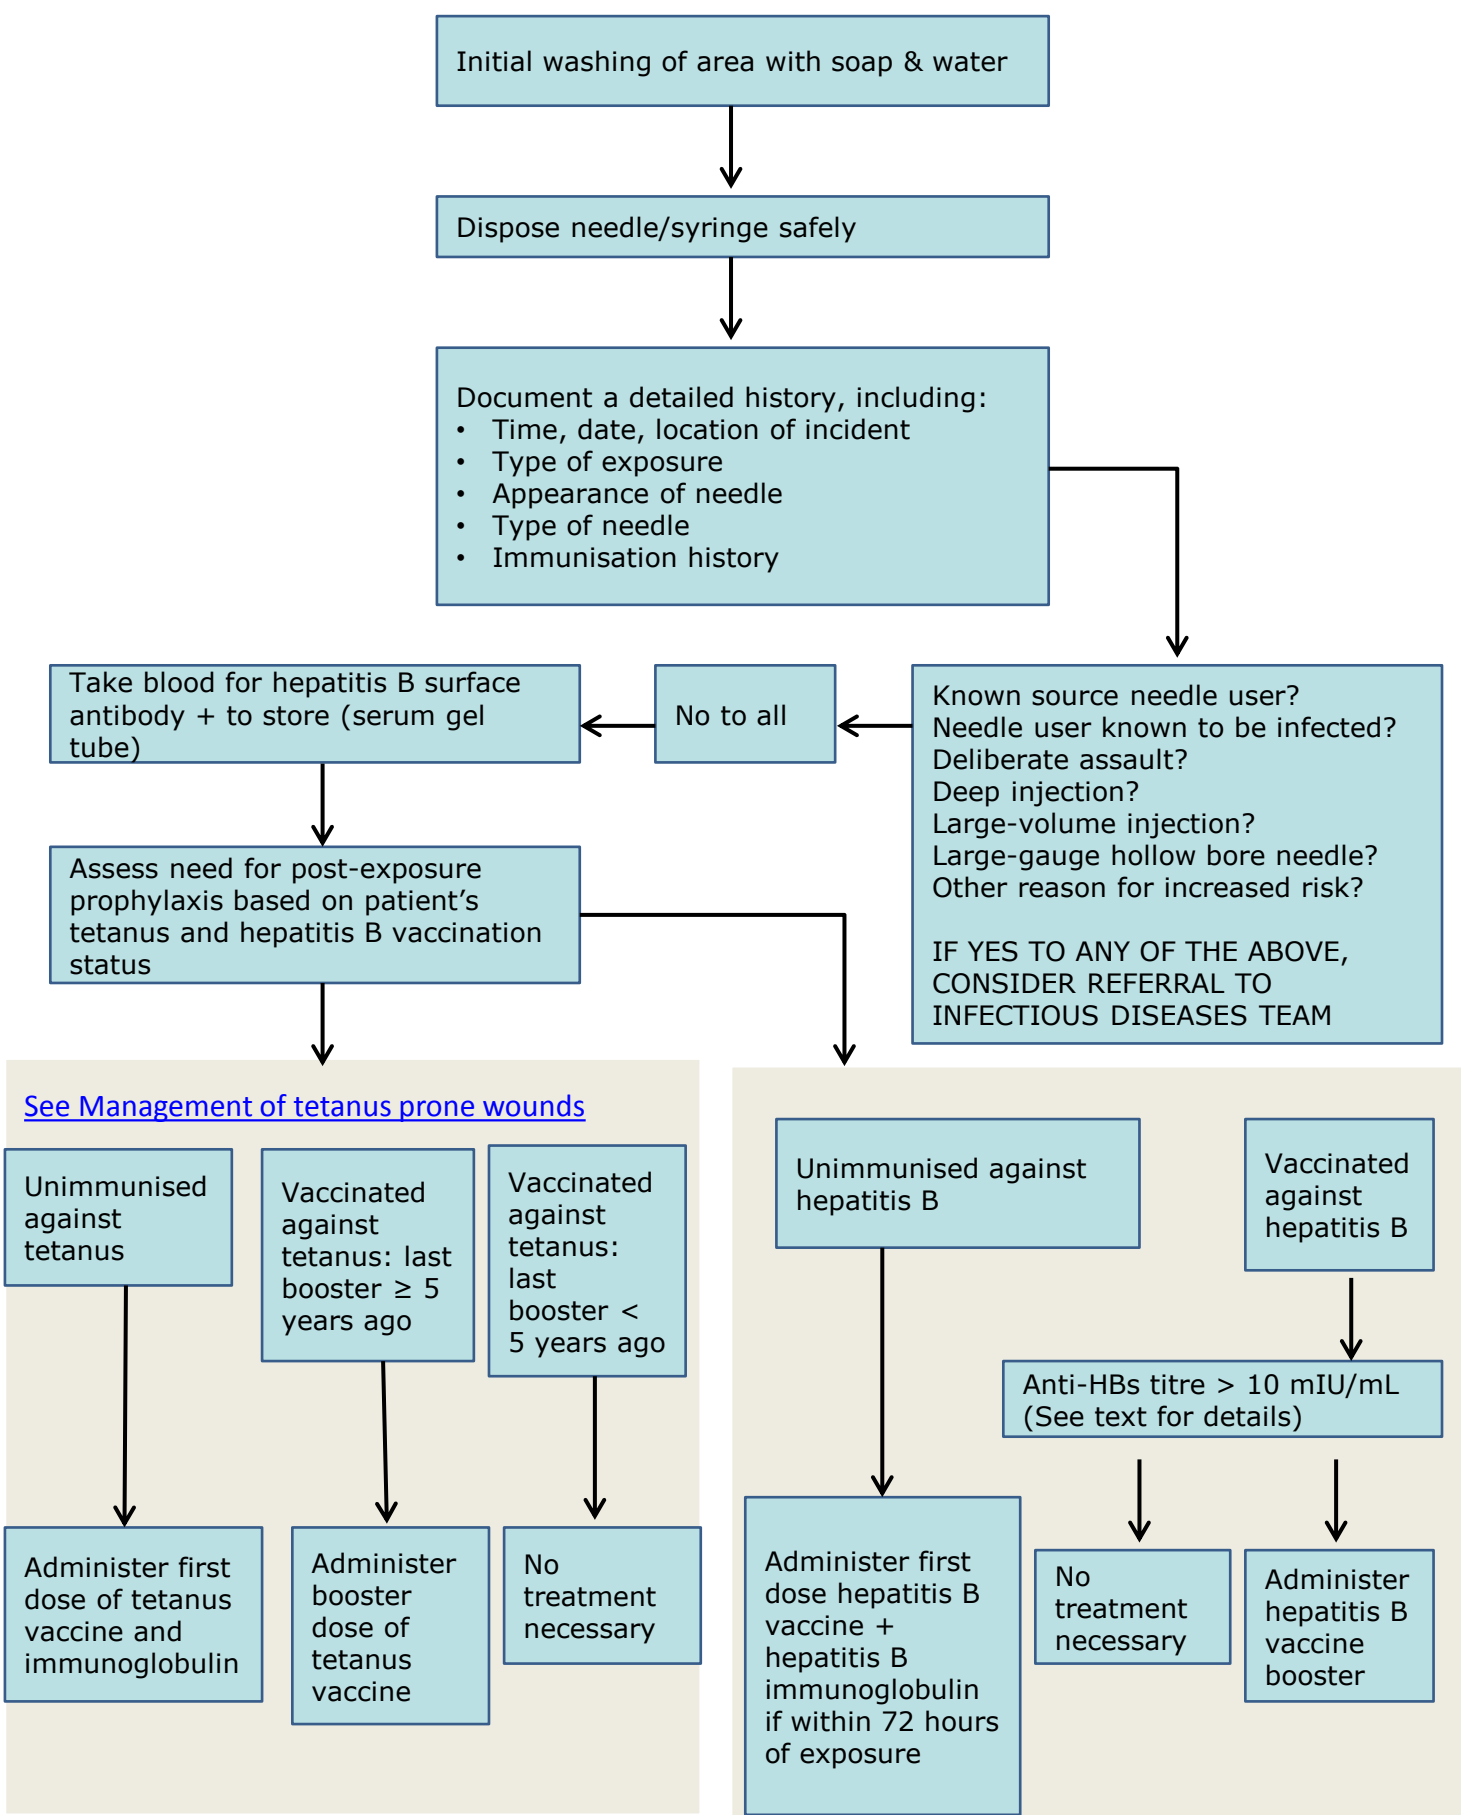 Initial washing of area with soap & water
Dispose needle/syringe safely
Document a detailed history, including:
• Time, date, location of incident
• Type of exposure
• Appearance of needle
• Type of needle
• Immunisation history
Known source needle user?
Needle user known to be infected?
Deliberate assault?
Deep injection?
Large-volume injection?
Large-gauge hollow bore needle?
Other reason for increased risk?
IF YES TO ANY OF THE ABOVE,
CONSIDER REFERRAL TO
INFECTIOUS DISEASES TEAM
No to all
Take blood for hepatitis B surface
antibody + to store (serum gel
tube)
Assess need for post-exposure
prophylaxis based on patient’s
tetanus and hepatitis B vaccination
status
See Management of tetanus prone wounds
Unimmunised
against
tetanus
Vaccinated
against
tetanus: last
booster ≥ 5
years ago
Vaccinated
against
tetanus:
last
booster <
5 years ago
Administer first
dose of tetanus
vaccine and
immunoglobulin
Administer
booster
dose of
tetanus
vaccine
No
treatment
necessary
Unimmunised against
hepatitis B
Vaccinated
against
hepatitis B
Anti-HBs titre > 10 mIU/mL
(See text for details)
Administer first
dose hepatitis B
vaccine +
hepatitis B
immunoglobulin
if within 72 hours
of exposure
No
treatment
necessary
Administer
hepatitis B
vaccine
booster